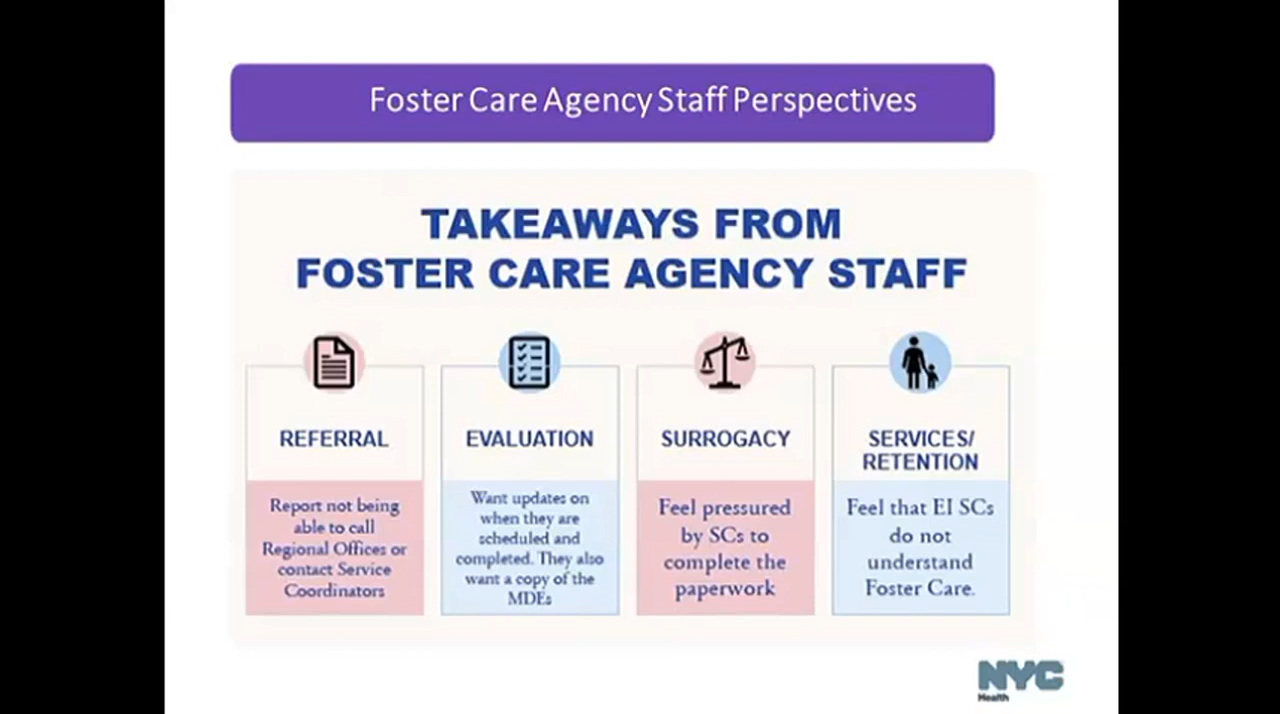 Foster Care Agency Staff Perspectives
TAKEAWAYS FROM
FOSTER CARE AGENCY STAFF
REFERRAL
Report not being
able to call
Regional Offices or
contact Service
Coordinators
EVALUATION
Want updates on
when they are
scheduled and
completed. They also
want a copy of the
MDEs
SURROGACY
Feel pressured
by SCs to
complete the
paperwork
SERVICES/
RETENTION
Feel that EI SCs
do not
understand
Foster Care.
NYC
Health